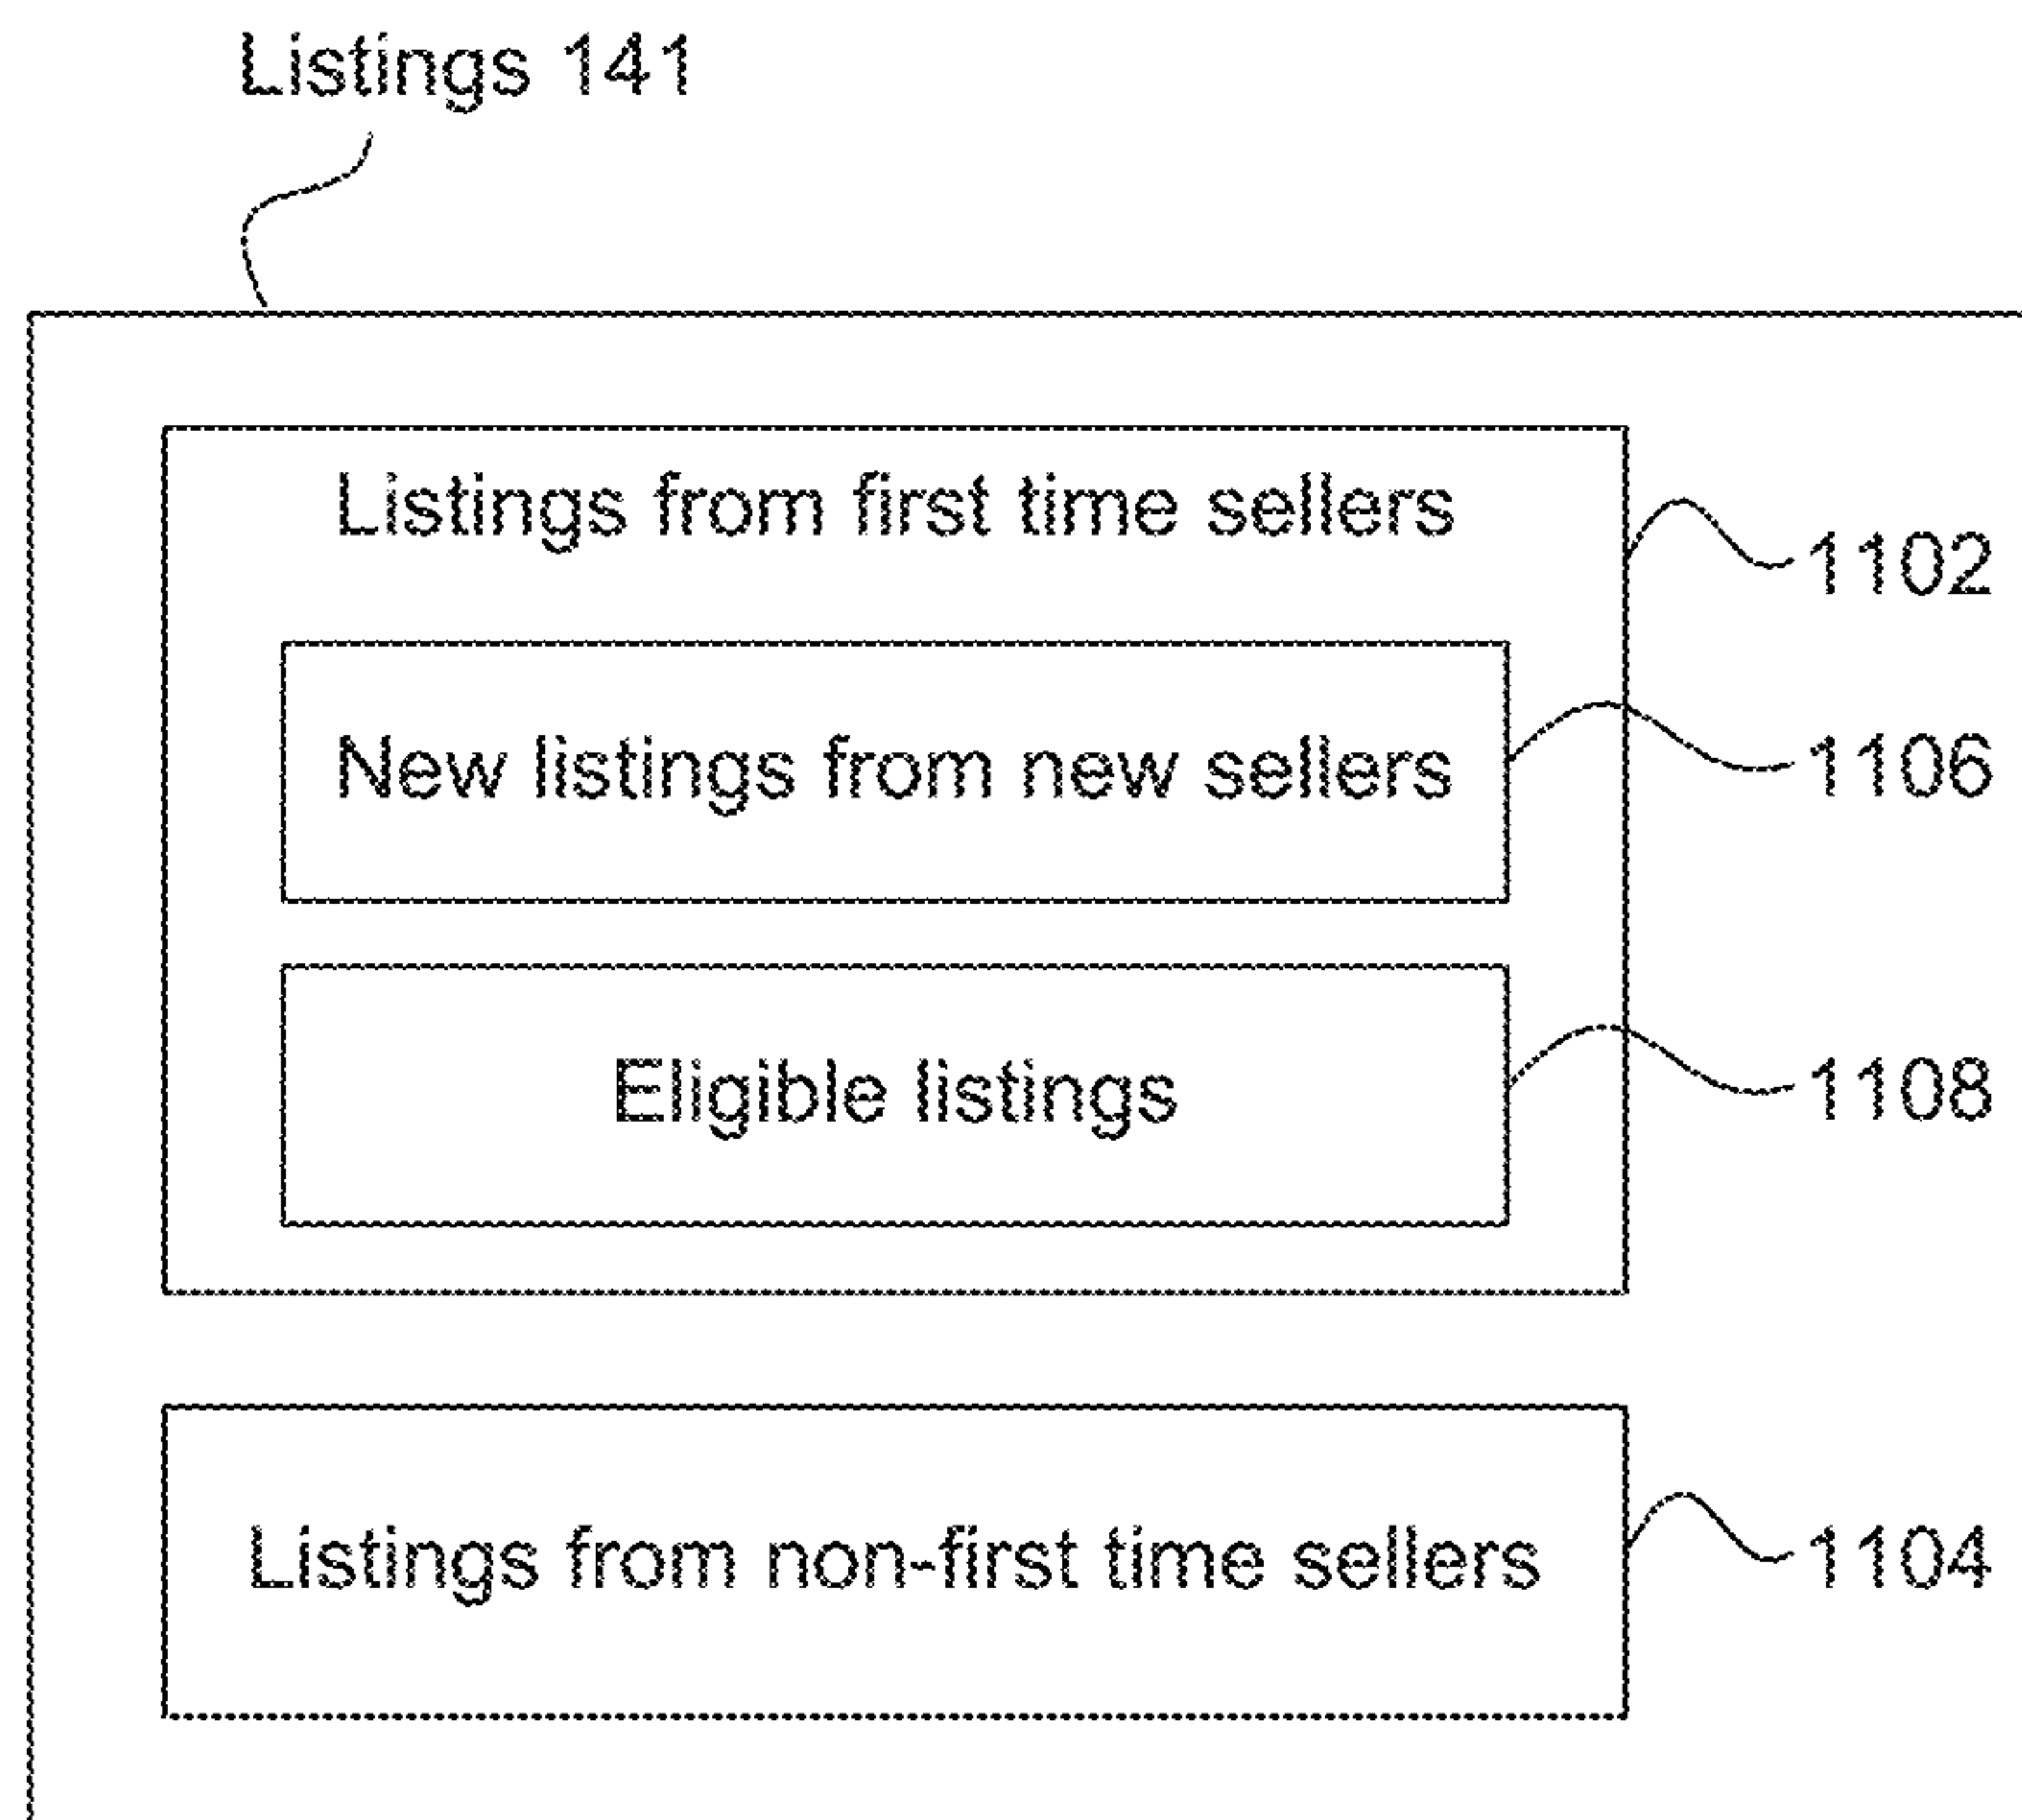 Listings 141
Listings from first time sellers
1102
New listings from new sellers
1106
Eligible listings
1108
Listings from non-first time sellers
1104